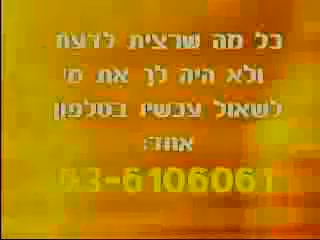 כל מה שרצית לדעת
ולא היה לך את מי
לשאול עכשיו בטלפון
אחד:
03-6106061